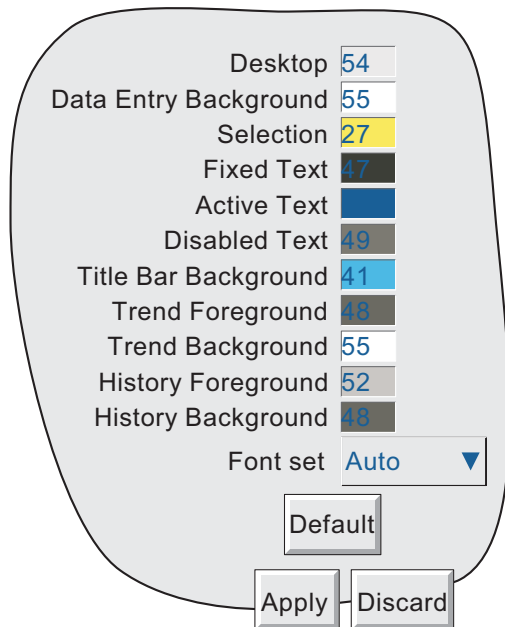 Desktop 54
Data Entry Background 55
Selection 27
Fixed Text 47
Active Text
Disabled Text 49
Title Bar Background 41
Trend Foreground 48
Trend Background 55
History Foreground 52
History Background 48
Font set Auto
Default
Apply Discard